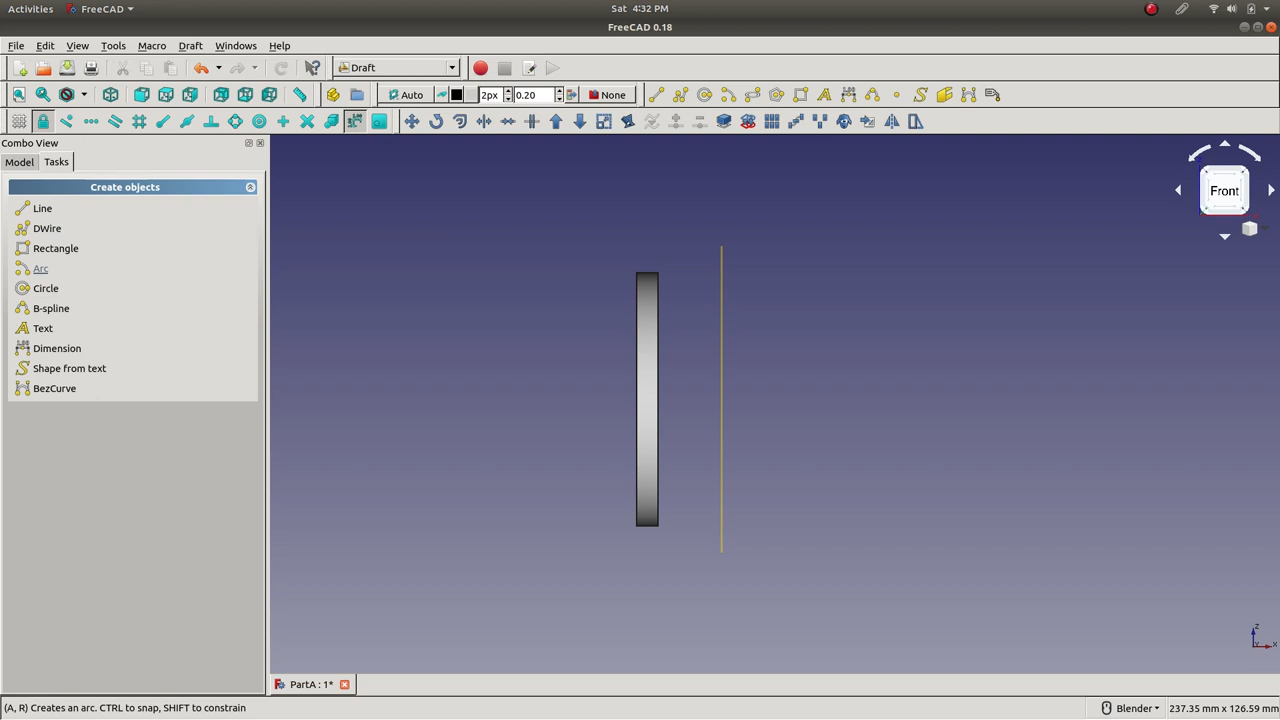 Activities FreeCAD Sat 4:32 PM
FreeCAD 0.18
File Edit View Tools Macro Draft Windows Help
Draft
Auto 2px 0.20 None
Combo View
Model Tasks
Create objects
Line
DWire
Rectangle
Arc
Circle
B-spline
Text
Dimension
Shape from text
BezCurve
Front
z
x
PartA : 1*
(A, R) Creates an arc. CTRL to snap, SHIFT to constrain Blender 237.35 mm x 126.59 mm